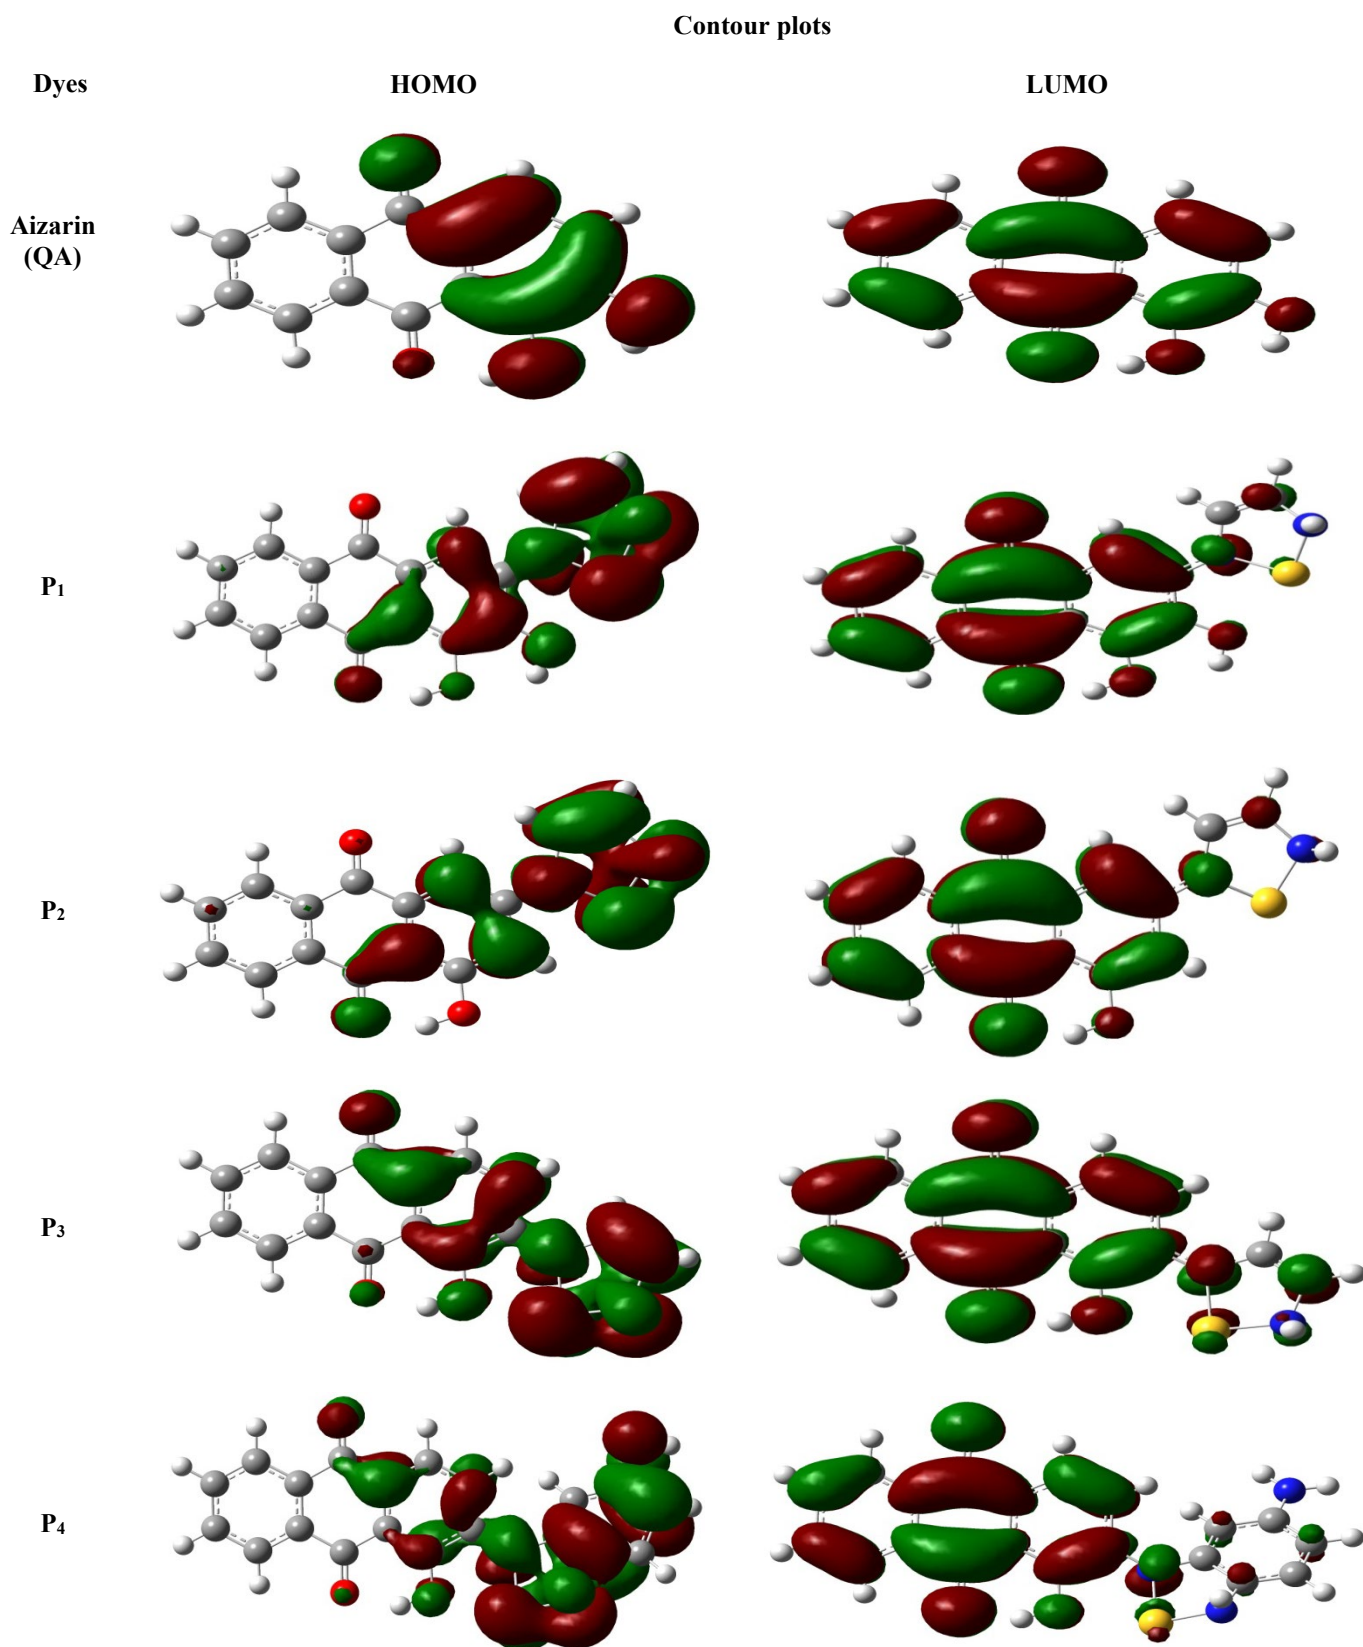 Contour plots
Dyes HOMO LUMO
Aizarin
(QA)
P₁
P₂
P₃
P₄